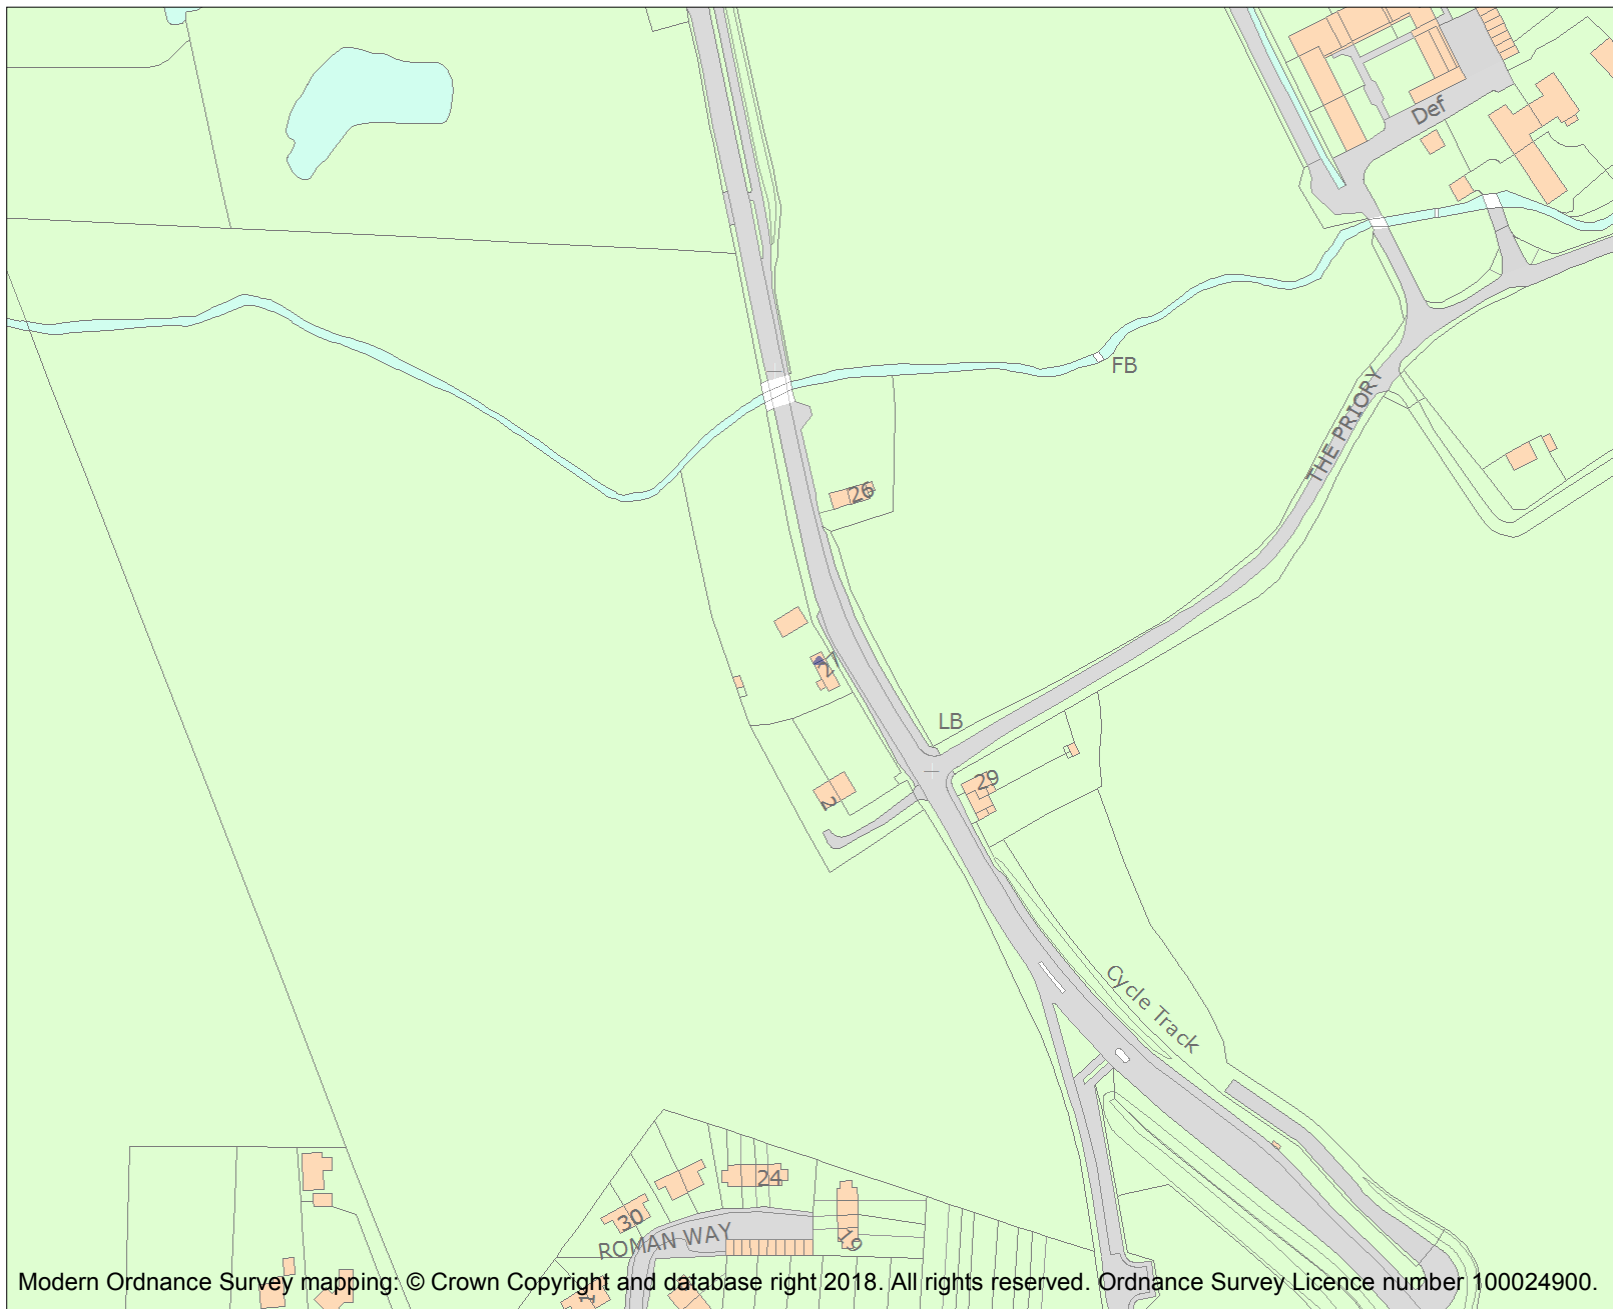 Def
FB
THE PRIORY
26
27
LB
29
2
Cycle Track
24
30
ROMAN WAY
19
1
Modern Ordnance Survey mapping: © Crown Copyright and database right 2018. All rights reserved. Ordnance Survey Licence number 100024900.